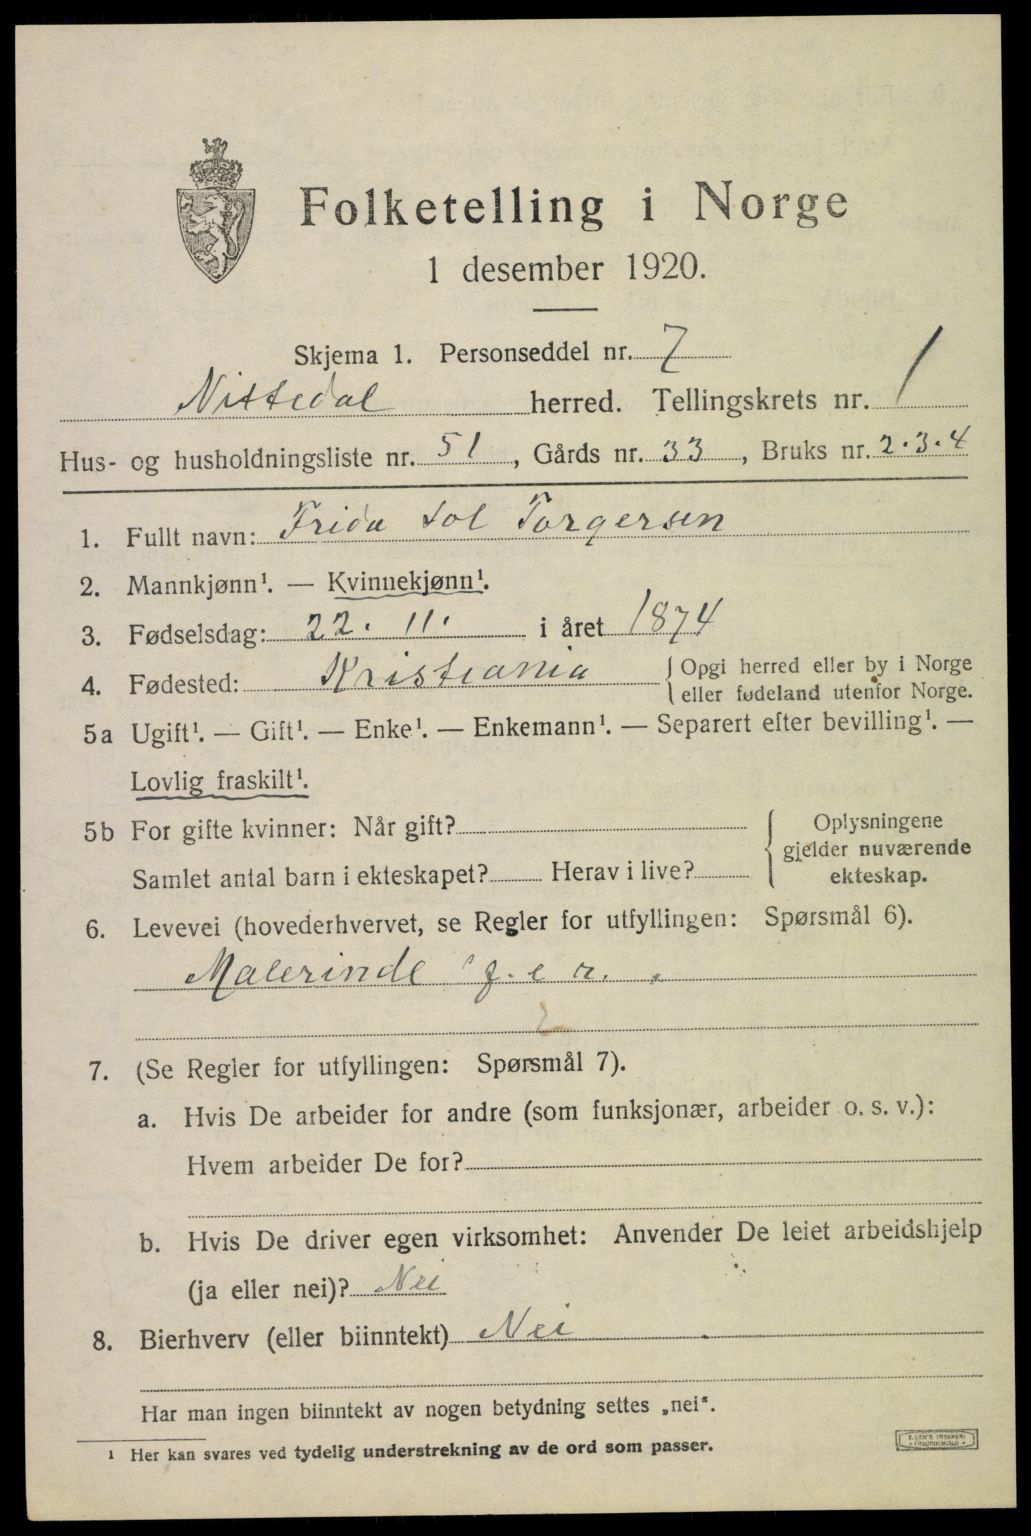 Folketelling i Norge
1 desember 1920.
Skjema 1. Personseddel nr. 7
Nittedal herred. Tellingskrets nr. 1
Hus- og husholdningsliste nr. 51, Gårds nr. 33, Bruks nr. 2.3.4
1. Fullt navn: Frida Sol Torgersen
2. Mannkjønn¹. — Kvinnekjønn¹.
3. Fødselsdag: 22. 11. i året 1874
4. Fødested: Kristiania { Opgi herred eller by i Norge
eller fødeland utenfor Norge.
5a Ugift¹. — Gift¹. — Enke¹. — Enkemann¹. — Separert efter bevilling¹. —
Lovlig fraskilt¹.
5b For gifte kvinner: Når gift?
Samlet antal barn i ekteskapet? Herav i live?
{ Oplysningene
gjelder nuværende
ekteskap.
6. Levevei (hovederhvervet, se Regler for utfyllingen: Spørsmål 6).
Malerinde
7. (Se Regler for utfyllingen: Spørsmål 7).
a. Hvis De arbeider for andre (som funksjonær, arbeider o. s. v.):
Hvem arbeider De for?
b. Hvis De driver egen virksomhet: Anvender De leiet arbeidshjelp
(ja eller nei)? Nei
8. Bierhverv (eller biinntekt) Nei
Har man ingen biinntekt av nogen betydning settes „nei".
¹ Her kan svares ved tydelig understrekning av de ord som passer.